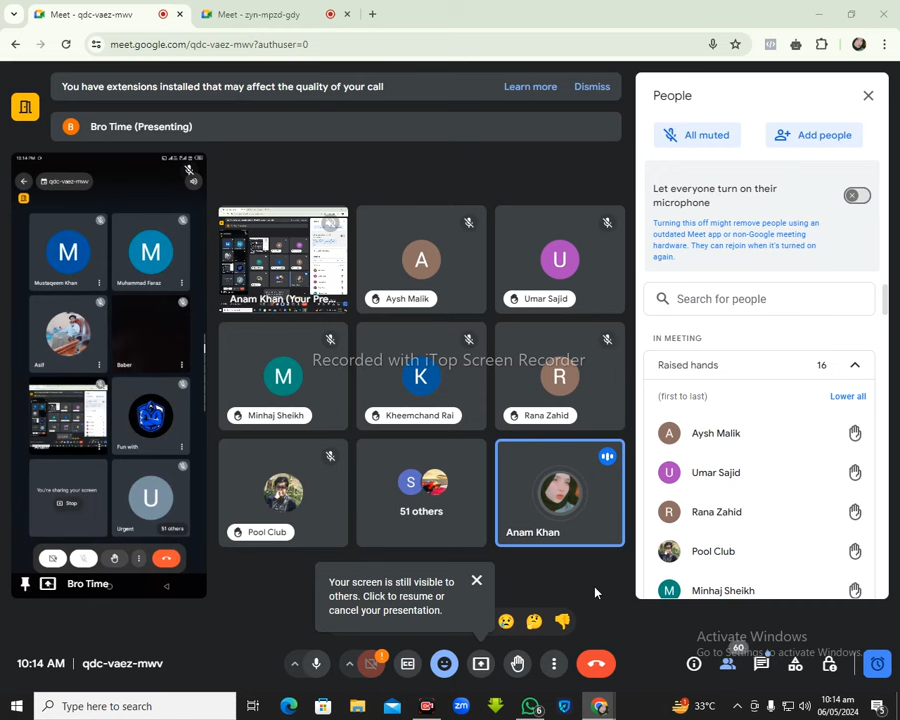 Meet - qdc-vaez-mwv
Meet - zyn-mpzd-gdy
meet.google.com/qdc-vaez-mwv?authuser=0
You have extensions installed that may affect the quality of your call
Learn more
Dismiss
B
Bro Time (Presenting)
10:14 PM
qdc-vaez-mwv
M
Mustaqeem Khan
M
Muhammad Faraz
Asif
Baber
Fun with
You're sharing your screen
Stop
U
Urgent
51 others
Bro Time
Anam Khan (Your Pre...
A
Aysh Malik
U
Umar Sajid
M
Minhaj Sheikh
K
Kheemchand Rai
R
Rana Zahid
Recorded with iTop Screen Recorder
Pool Club
S
51 others
Anam Khan
Your screen is still visible to
others. Click to resume or
cancel your presentation.
People
All muted
Add people
Let everyone turn on their
microphone
Turning this off might remove people using an
outdated Meet app or non-Google meeting
hardware. They can rejoin when it's turned on
again.
Search for people
IN MEETING
Raised hands
16
(first to last)
Lower all
A
Aysh Malik
U
Umar Sajid
R
Rana Zahid
Pool Club
M
Minhaj Sheikh
Activate Windows
Go to Settings to activate Windows.
10:14 AM
qdc-vaez-mwv
60
Type here to search
zm
6
33°C
10:14 am
06/05/2024
5